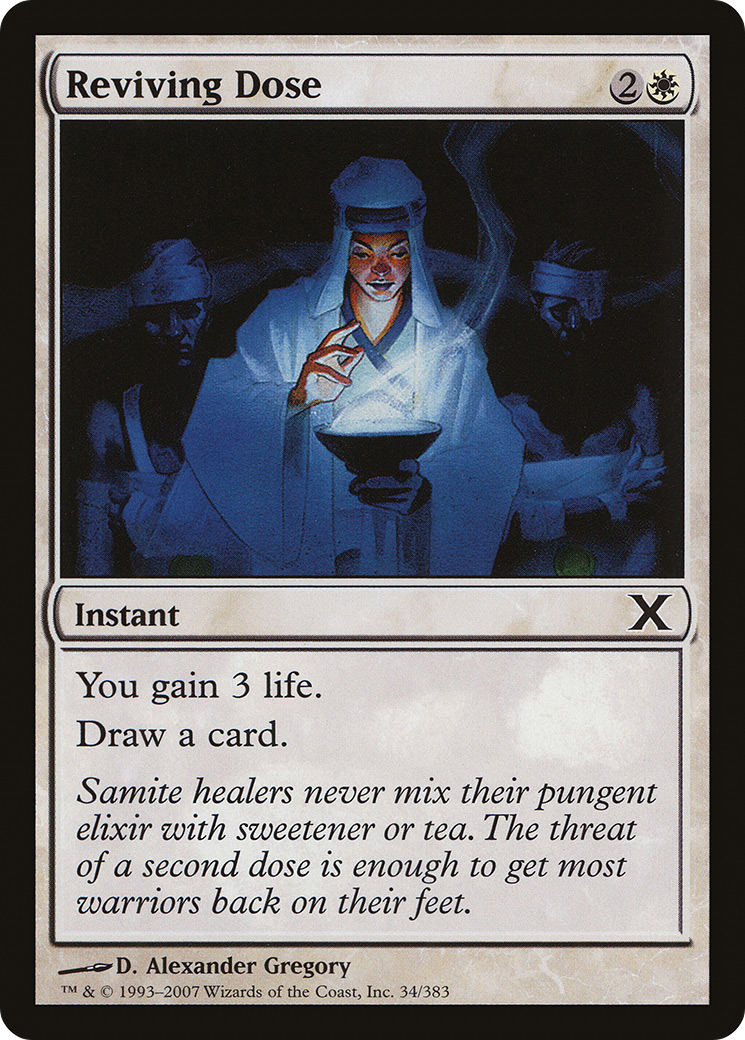 Reviving Dose
2
Instant
X
You gain 3 life.
Draw a card.
Samite healers never mix their pungent
elixir with sweetener or tea. The threat
of a second dose is enough to get most
warriors back on their feet.
D. Alexander Gregory
™ & © 1993–2007 Wizards of the Coast, Inc. 34/383